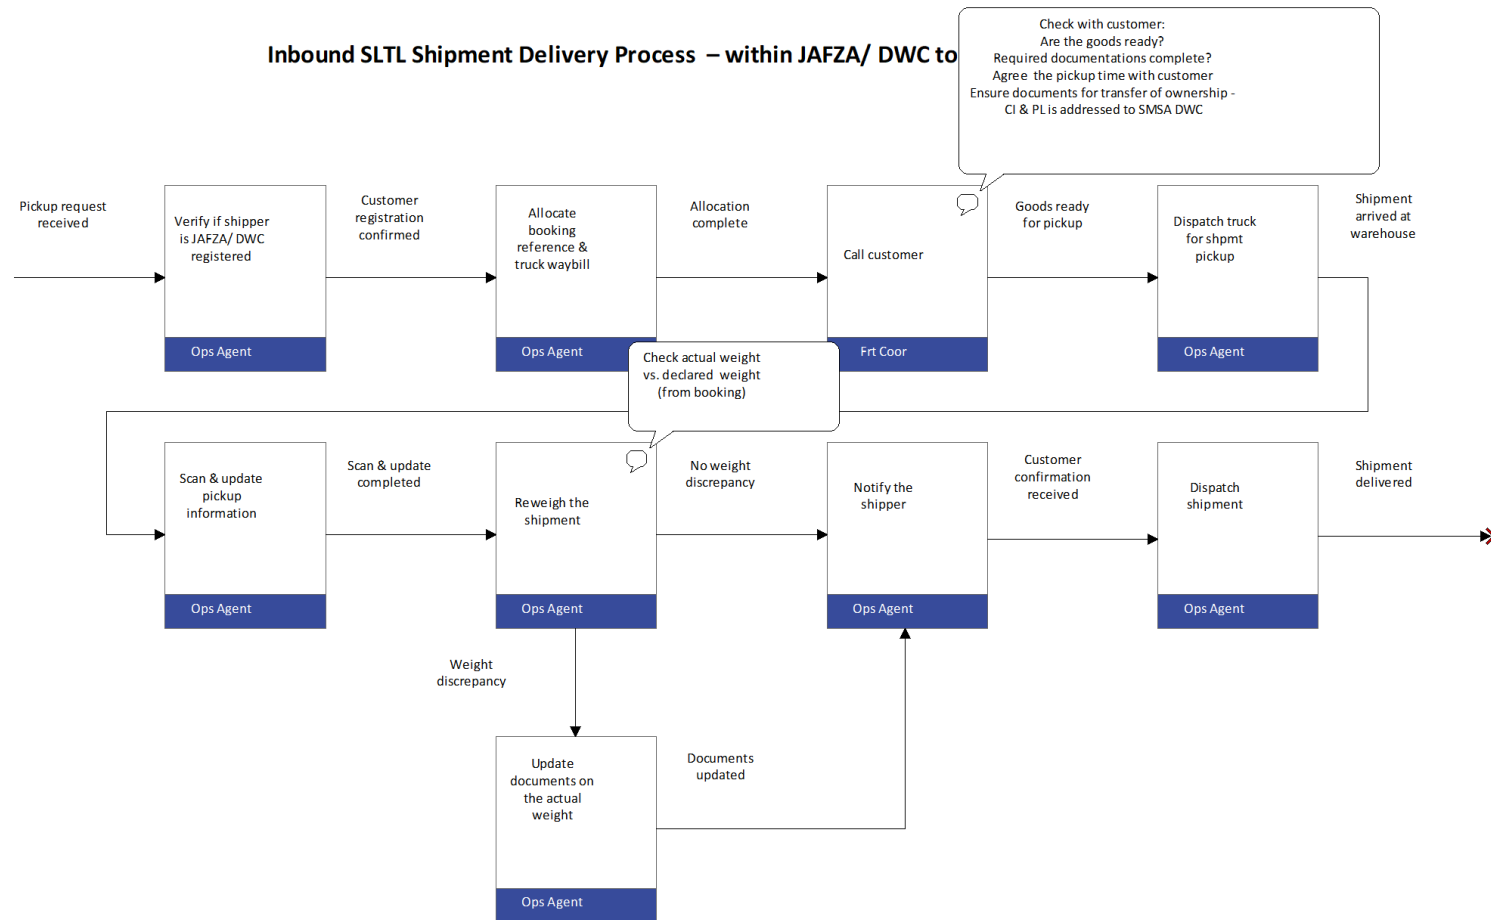 Inbound SLTL Shipment Delivery Process – within JAFZA/ DWC to
Check with customer:
Are the goods ready?
Required documentations complete?
Agree the pickup time with customer
Ensure documents for transfer of ownership -
CI & PL is addressed to SMSA DWC
Pickup request
received
Verify if shipper
is JAFZA/ DWC
registered
Ops Agent
Customer
registration
confirmed
Allocate
booking
reference &
truck waybill
Ops Agent
Allocation
complete
Call customer
Frt Coor
Goods ready
for pickup
Dispatch truck
for shpmt
pickup
Ops Agent
Shipment
arrived at
warehouse
Check actual weight
vs. declared weight
(from booking)
Scan & update
pickup
information
Ops Agent
Scan & update
completed
Reweigh the
shipment
Ops Agent
No weight
discrepancy
Notify the
shipper
Ops Agent
Customer
confirmation
received
Dispatch
shipment
Ops Agent
Shipment
delivered
Weight
discrepancy
Update
documents on
the actual
weight
Ops Agent
Documents
updated